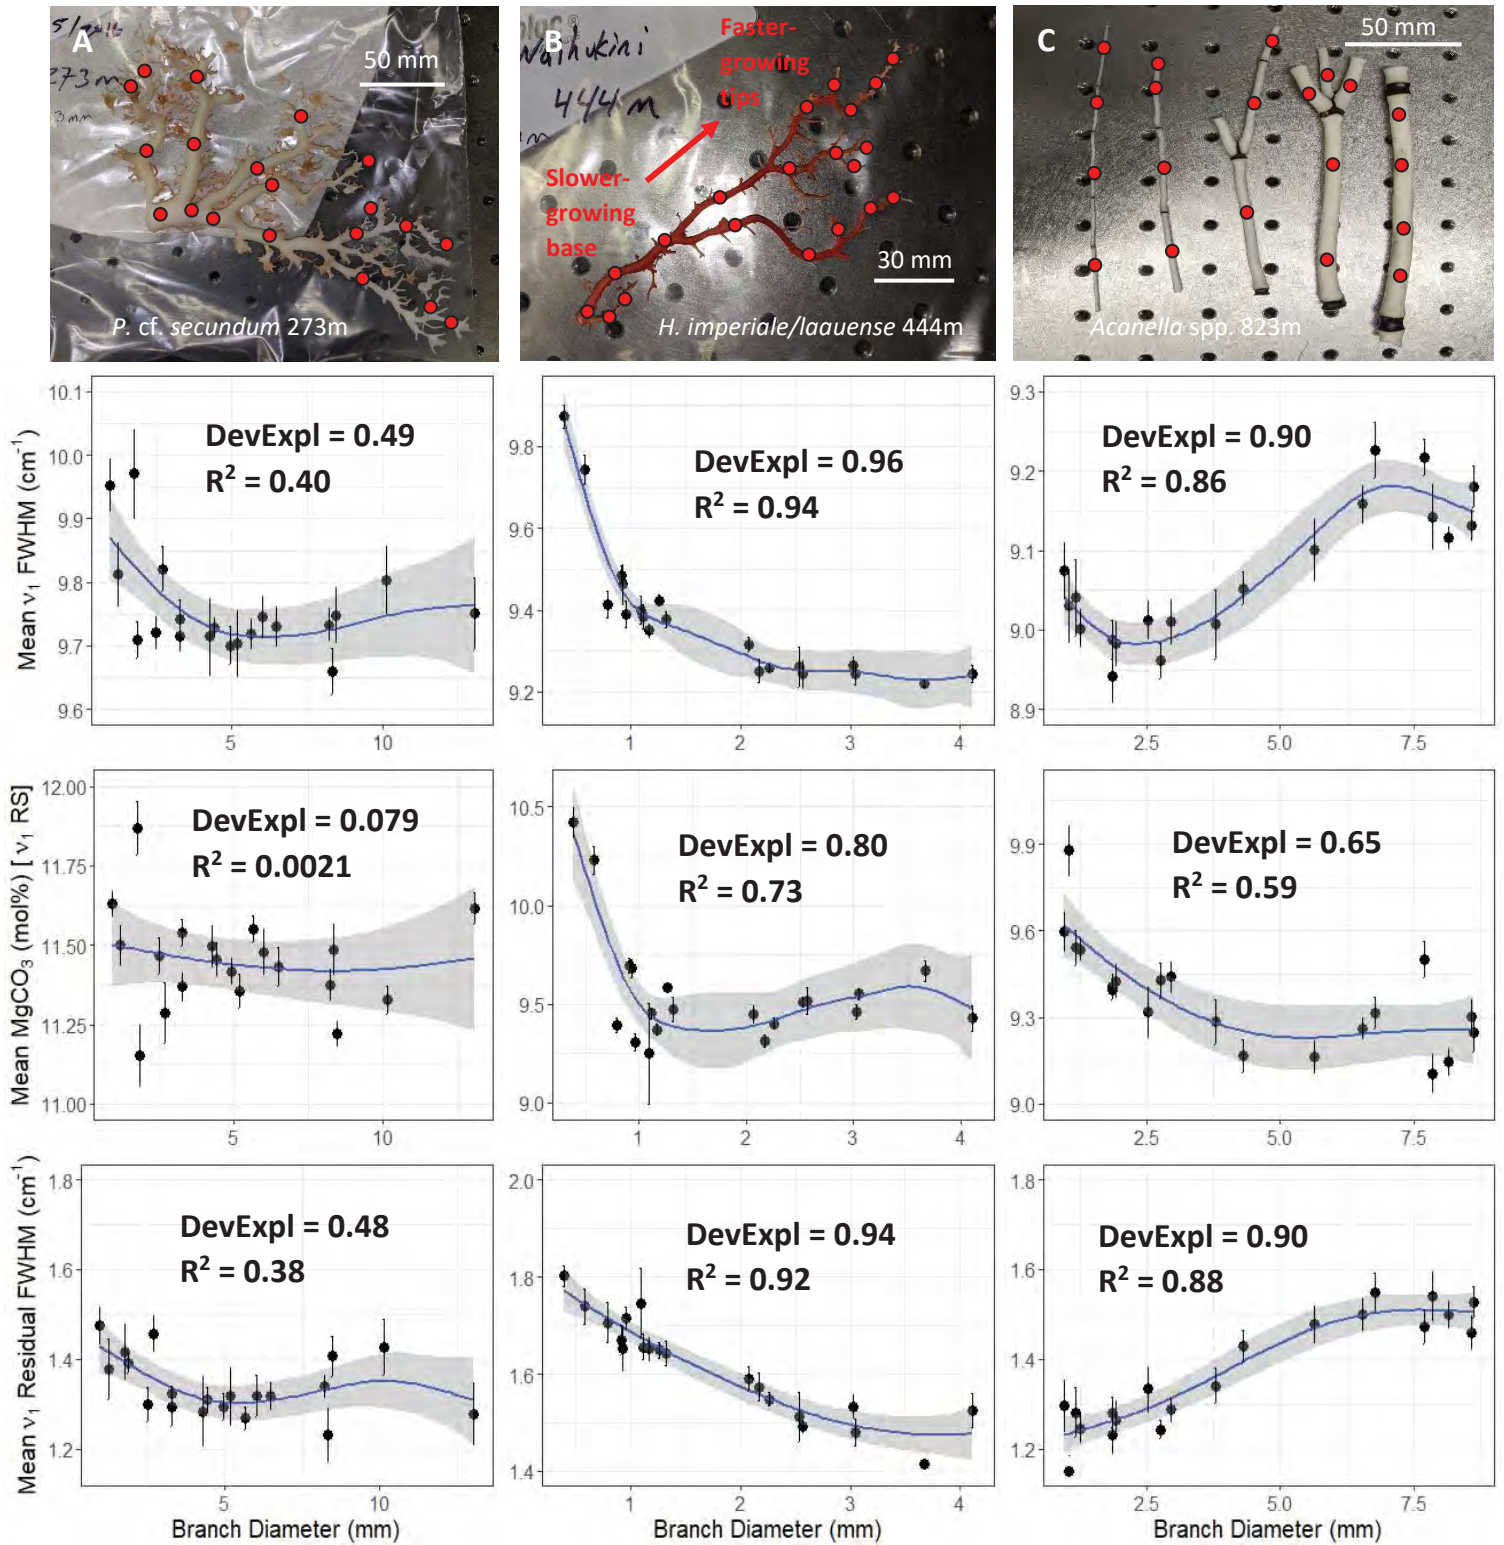 A
5/2016
273m
3mm
50 mm
P. cf. secundum 273m
B
Waihukini
444m
Faster-
growing
tips
Slower-
growing
base
30 mm
H. imperiale/laauense 444m
C
50 mm
Acanella spp. 823m
Mean ν1 FWHM (cm-1)
10.1
10.0
9.9
9.8
9.7
9.6
DevExpl = 0.49
R2 = 0.40
5
10
9.8
9.6
9.4
9.2
DevExpl = 0.96
R2 = 0.94
1
2
3
4
9.3
9.2
9.1
9.0
8.9
DevExpl = 0.90
R2 = 0.86
2.5
5.0
7.5
Mean MgCO3 (mol%) [ ν1 RS]
12.00
11.75
11.50
11.25
11.00
DevExpl = 0.079
R2 = 0.0021
5
10
10.5
10.0
9.5
9.0
DevExpl = 0.80
R2 = 0.73
1
2
3
4
9.9
9.6
9.3
9.0
DevExpl = 0.65
R2 = 0.59
2.5
5.0
7.5
Mean ν1 Residual FWHM (cm-1)
1.8
1.6
1.4
1.2
DevExpl = 0.48
R2 = 0.38
5
10
Branch Diameter (mm)
2.0
1.8
1.6
1.4
DevExpl = 0.94
R2 = 0.92
1
2
3
4
Branch Diameter (mm)
1.8
1.6
1.4
1.2
DevExpl = 0.90
R2 = 0.88
2.5
5.0
7.5
Branch Diameter (mm)